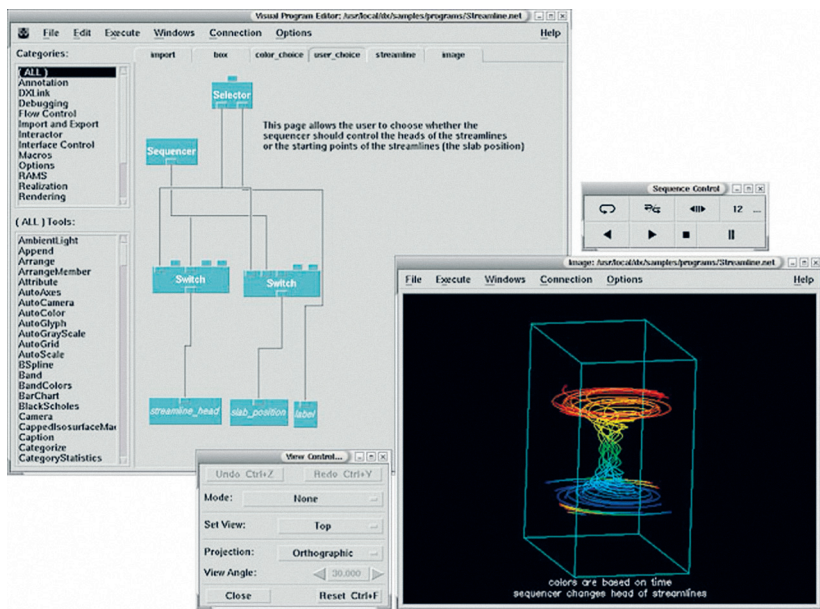 Visual Program Editor: /usr/local/dx/samples/programs/Streamline.net
File Edit Execute Windows Connection Options Help
Categories:
(ALL)
Annotation
DXLink
Debugging
Flow Control
Import and Export
Interactor
Interface Control
Macros
Options
RAMS
Realization
Rendering
(ALL) Tools:
AmbientLight
Append
Arrange
ArrangeMember
Attribute
AutoAxes
AutoCamera
AutoColor
AutoGlyph
AutoGrayScale
AutoGrid
AutoScale
BSpline
Band
BandColors
BarChart
BlackScholes
Camera
CappedIsosurfaceMac
Caption
Categorize
CategoryStatistics
import box color_choice user_choice streamline image
Selector
This page allows the user to choose whether the
sequencer should control the heads of the streamlines
or the starting points of the streamlines (the slab position)
Sequencer
Switch
Switch
streamline_head slab_position label
Sequence Control
12 ...
Image: /usr/local/dx/samples/programs/Streamline.net
File Execute Windows Connection Options Help
colors are based on time
sequencer changes head of streamlines
View Control...
Undo Ctrl+Z Redo Ctrl+Y
Mode: None
Set View: Top
Projection: Orthographic
View Angle: 30.000
Close Reset Ctrl+F